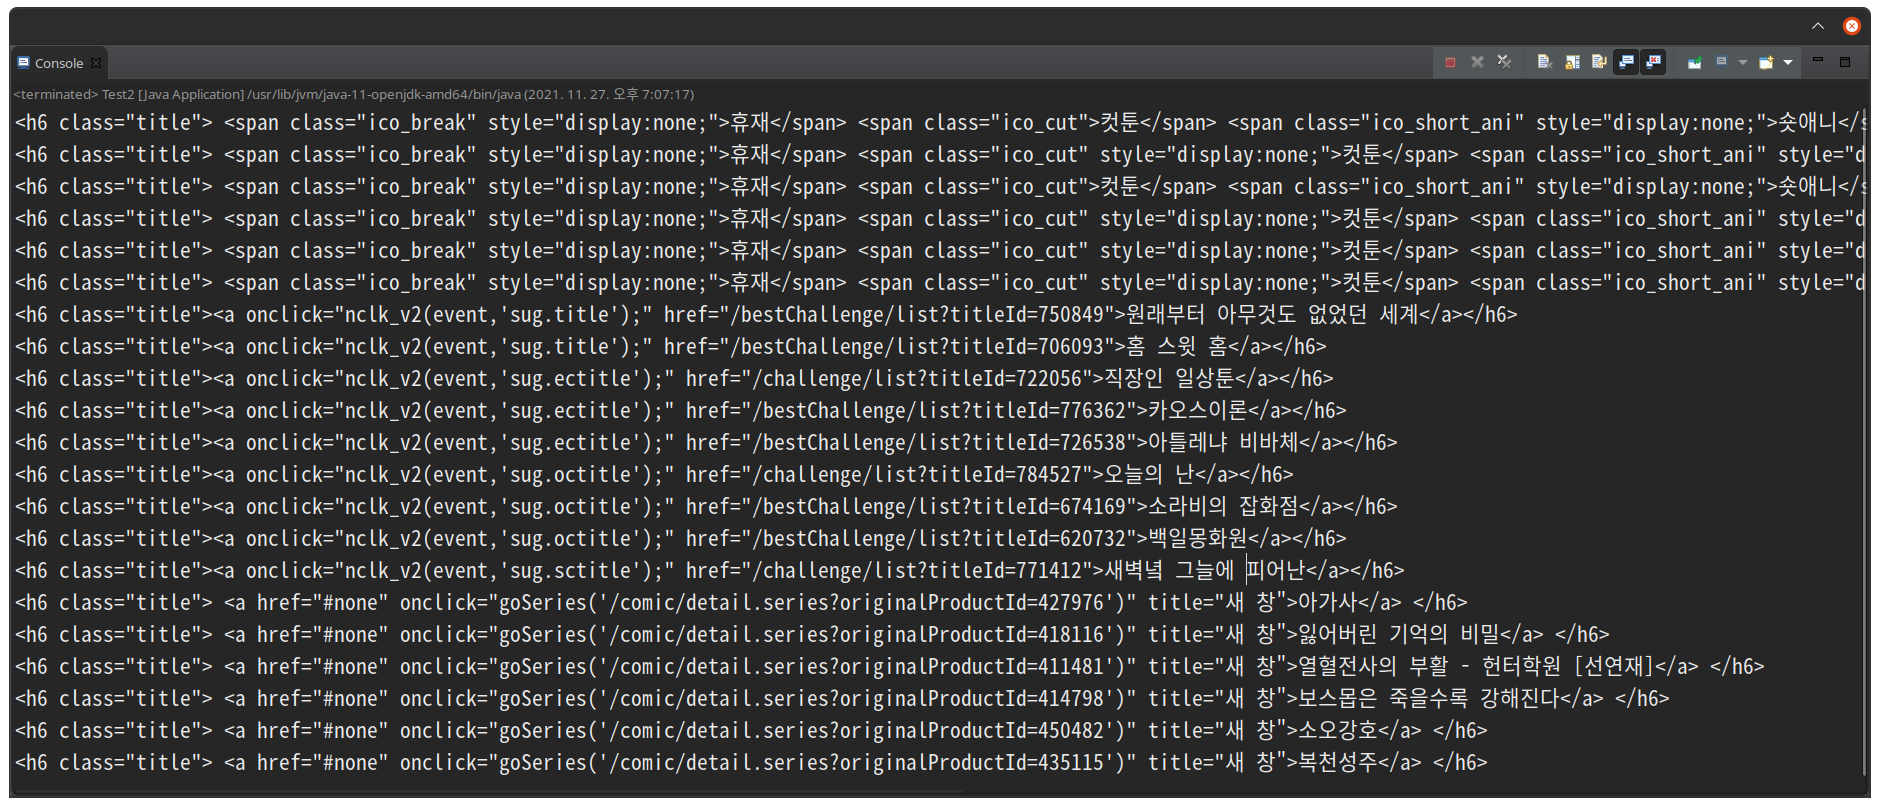 Console
<terminated> Test2 [Java Application] /usr/lib/jvm/java-11-openjdk-amd64/bin/java (2021. 11. 27. 오후 7:07:17)
<h6 class="title"> <span class="ico_break" style="display:none;">휴재</span> <span class="ico_cut">컷툰</span> <span class="ico_short_ani" style="display:none;">숏애니</s
<h6 class="title"> <span class="ico_break" style="display:none;">휴재</span> <span class="ico_cut" style="display:none;">컷툰</span> <span class="ico_short_ani" style="d
<h6 class="title"> <span class="ico_break" style="display:none;">휴재</span> <span class="ico_cut">컷툰</span> <span class="ico_short_ani" style="display:none;">숏애니</s
<h6 class="title"> <span class="ico_break" style="display:none;">휴재</span> <span class="ico_cut" style="display:none;">컷툰</span> <span class="ico_short_ani" style="d
<h6 class="title"> <span class="ico_break" style="display:none;">휴재</span> <span class="ico_cut" style="display:none;">컷툰</span> <span class="ico_short_ani" style="d
<h6 class="title"> <span class="ico_break" style="display:none;">휴재</span> <span class="ico_cut" style="display:none;">컷툰</span> <span class="ico_short_ani" style="d
<h6 class="title"><a onclick="nclk_v2(event,'sug.title');" href="/bestChallenge/list?titleId=750849">원래부터 아무것도 없었던 세계</a></h6>
<h6 class="title"><a onclick="nclk_v2(event,'sug.title');" href="/bestChallenge/list?titleId=706093">홈 스윗 홈</a></h6>
<h6 class="title"><a onclick="nclk_v2(event,'sug.ectitle');" href="/challenge/list?titleId=722056">직장인 일상툰</a></h6>
<h6 class="title"><a onclick="nclk_v2(event,'sug.ectitle');" href="/bestChallenge/list?titleId=776362">카오스이론</a></h6>
<h6 class="title"><a onclick="nclk_v2(event,'sug.ectitle');" href="/bestChallenge/list?titleId=726538">아틀레냐 비바체</a></h6>
<h6 class="title"><a onclick="nclk_v2(event,'sug.octitle');" href="/challenge/list?titleId=784527">오늘의 난</a></h6>
<h6 class="title"><a onclick="nclk_v2(event,'sug.octitle');" href="/bestChallenge/list?titleId=674169">소라비의 잡화점</a></h6>
<h6 class="title"><a onclick="nclk_v2(event,'sug.octitle');" href="/bestChallenge/list?titleId=620732">백일몽화원</a></h6>
<h6 class="title"><a onclick="nclk_v2(event,'sug.sctitle');" href="/challenge/list?titleId=771412">새벽녘 그늘에 피어난</a></h6>
<h6 class="title"> <a href="#none" onclick="goSeries('/comic/detail.series?originalProductId=427976')" title="새 창">아가사</a> </h6>
<h6 class="title"> <a href="#none" onclick="goSeries('/comic/detail.series?originalProductId=418116')" title="새 창">잃어버린 기억의 비밀</a> </h6>
<h6 class="title"> <a href="#none" onclick="goSeries('/comic/detail.series?originalProductId=411481')" title="새 창">열혈전사의 부활 - 헌터학원 [선연재]</a> </h6>
<h6 class="title"> <a href="#none" onclick="goSeries('/comic/detail.series?originalProductId=414798')" title="새 창">보스몹은 죽을수록 강해진다</a> </h6>
<h6 class="title"> <a href="#none" onclick="goSeries('/comic/detail.series?originalProductId=450482')" title="새 창">소오강호</a> </h6>
<h6 class="title"> <a href="#none" onclick="goSeries('/comic/detail.series?originalProductId=435115')" title="새 창">복천성주</a> </h6>